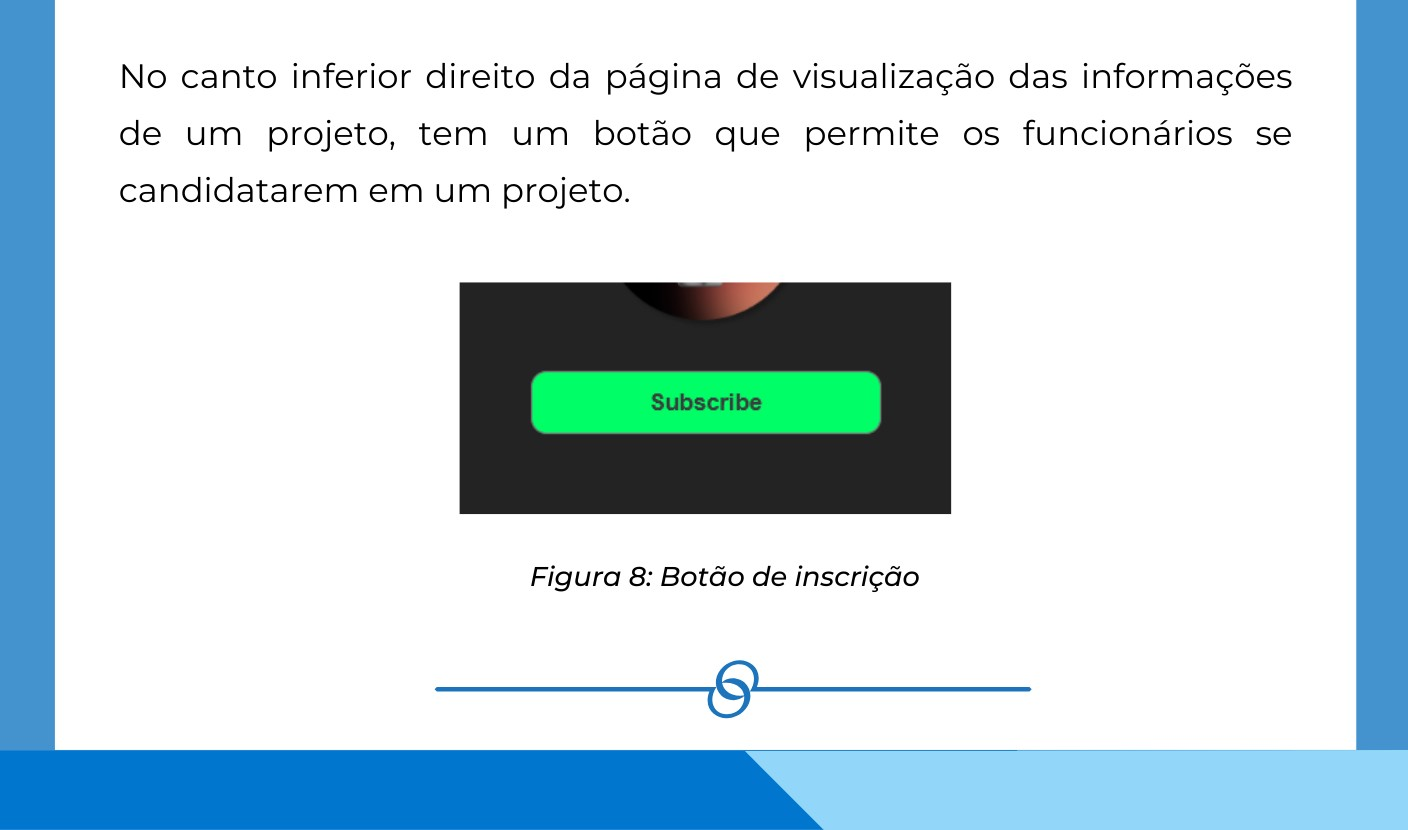 No canto inferior direito da página de visualização das informações
de um projeto, tem um botão que permite os funcionários se
candidatarem em um projeto.
Subscribe
Figura 8: Botão de inscrição